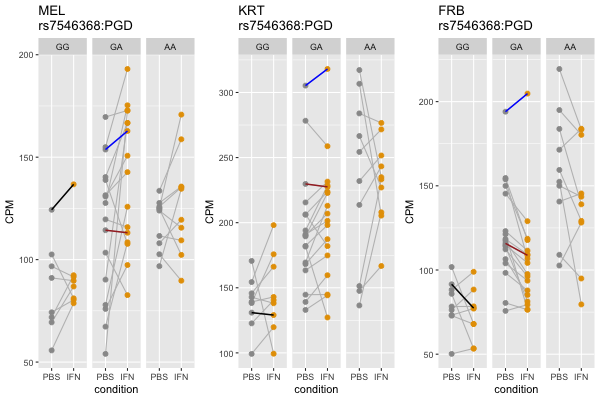 MEL
rs7546368:PGD
GG GA AA
200
150
100
50
CPM
PBS IFN PBS IFN PBS IFN
condition
KRT
rs7546368:PGD
GG GA AA
300
250
200
150
100
CPM
PBS IFN PBS IFN PBS IFN
condition
FRB
rs7546368:PGD
GG GA AA
200
150
100
50
CPM
PBS IFN PBS IFN PBS IFN
condition